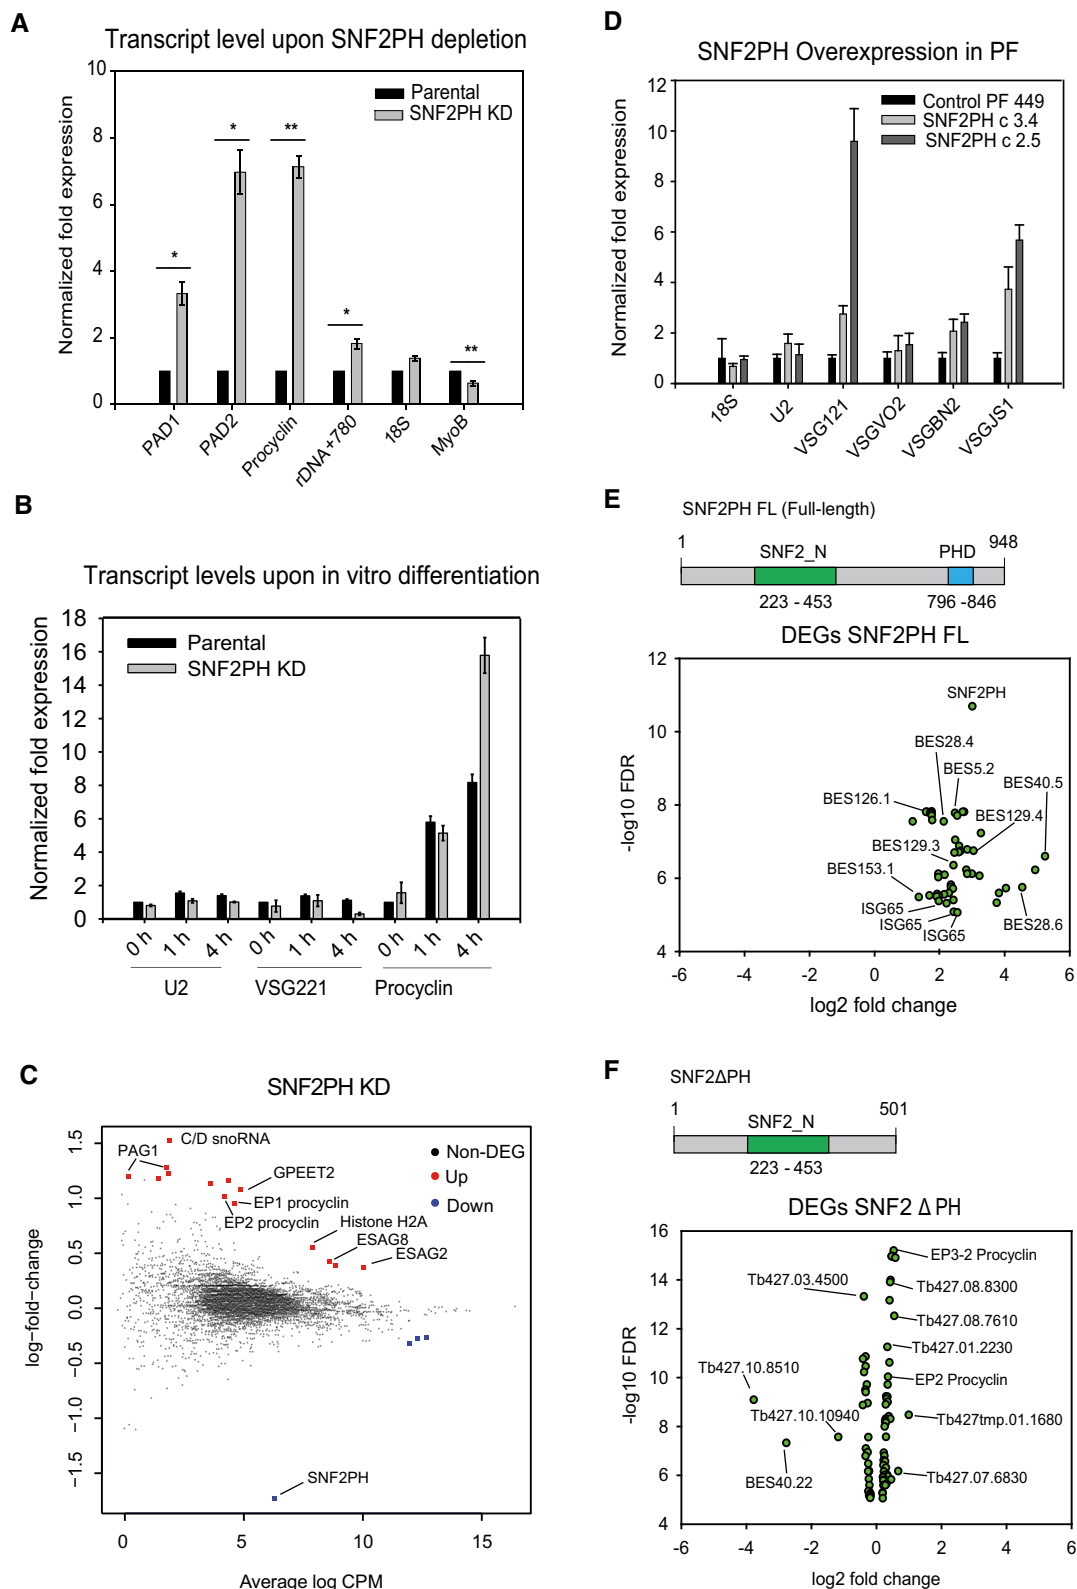 A
Transcript level upon SNF2PH depletion
Normalized fold expression
10
8
6
4
2
0
Parental
SNF2PH KD
*
*
**
*
**
PAD1
PAD2
Procyclin
rDNA+780
18S
MyoB
B
Transcript levels upon in vitro differentiation
Normalized fold expression
18
16
14
12
10
8
6
4
2
0
Parental
SNF2PH KD
0 h
1 h
4 h
0 h
1 h
4 h
0 h
1 h
4 h
U2
VSG221
Procyclin
C
SNF2PH KD
log-fold-change
1.5
1.0
0.5
0.0
−0.5
−1.0
−1.5
C/D snoRNA
PAG1
Non-DEG
Up
Down
GPEET2
EP1 procyclin
EP2 procyclin
Histone H2A
ESAG8
ESAG2
SNF2PH
0
5
10
15
Average log CPM
D
SNF2PH Overexpression in PF
Normalized fold expression
12
10
8
6
4
2
0
Control PF 449
SNF2PH c 3.4
SNF2PH c 2.5
18S
U2
VSG121
VSGVO2
VSGBN2
VSGJS1
E
SNF2PH FL (Full-length)
1
SNF2_N
PHD
948
223 - 453
796 -846
DEGs SNF2PH FL
-log10 FDR
12
10
8
6
4
SNF2PH
BES28.4
BES5.2
BES40.5
BES126.1
BES129.4
BES129.3
BES153.1
ISG65
ISG65
ISG65
BES28.6
-6
-4
-2
0
2
4
6
log2 fold change
F
SNF2ΔPH
1
SNF2_N
501
223 - 453
DEGs SNF2 Δ PH
-log10 FDR
16
14
12
10
8
6
4
EP3-2 Procyclin
Tb427.03.4500
Tb427.08.8300
Tb427.08.7610
Tb427.01.2230
Tb427.10.8510
EP2 Procyclin
Tb427.10.10940
Tb427tmp.01.1680
BES40.22
Tb427.07.6830
-6
-4
-2
0
2
4
6
log2 fold change